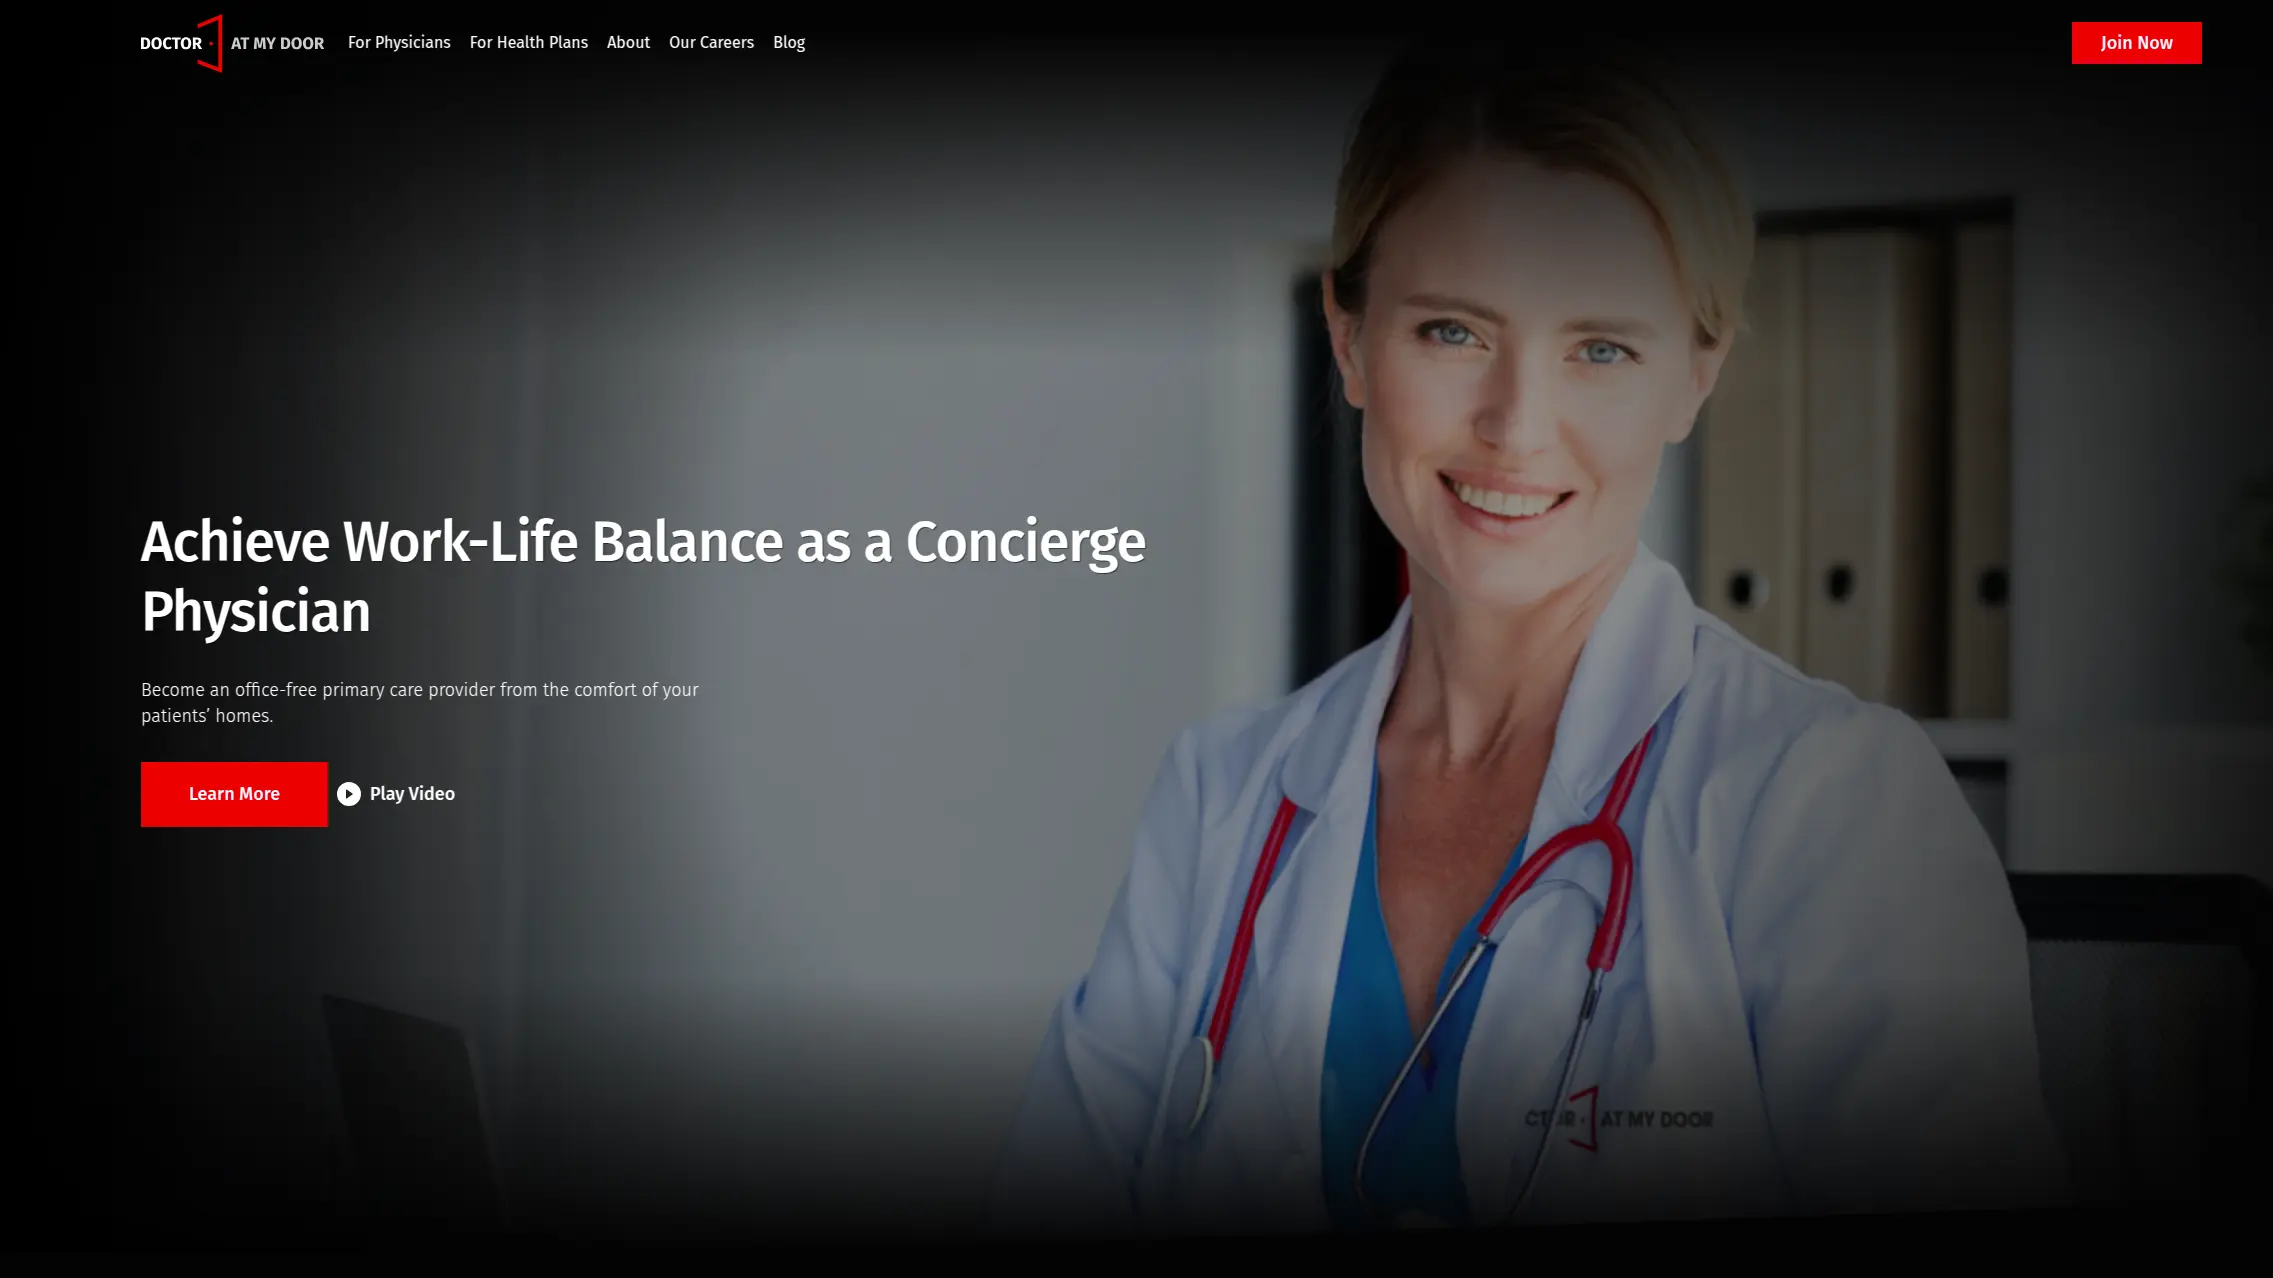 DOCTOR AT MY DOOR
For Physicians
For Health Plans
About
Our Careers
Blog
Join Now
Achieve Work-Life Balance as a Concierge
Physician
Become an office-free primary care provider from the comfort of your
patients’ homes.
Learn More
Play Video
AT MY DOOR